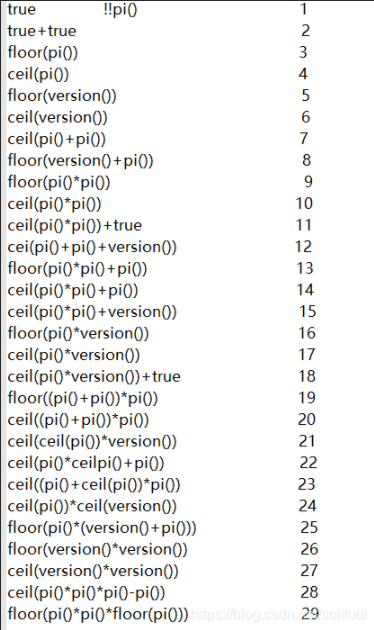 true !!pi() 1
true+true 2
floor(pi()) 3
ceil(pi()) 4
floor(version()) 5
ceil(version()) 6
ceil(pi()+pi()) 7
floor(version()+pi()) 8
floor(pi()*pi()) 9
ceil(pi()*pi()) 10
ceil(pi()*pi())+true 11
cei(pi()+pi()+version()) 12
floor(pi()*pi()+pi()) 13
ceil(pi()*pi()+pi()) 14
ceil(pi()*pi()+version()) 15
floor(pi()*version()) 16
ceil(pi()*version()) 17
ceil(pi()*version())+true 18
floor((pi()+pi())*pi()) 19
ceil((pi()+pi())*pi()) 20
ceil(ceil(pi())*version()) 21
ceil(pi()*ceilpi()+pi()) 22
ceil((pi()+ceil(pi())*pi()) 23
ceil(pi())*ceil(version()) 24
floor(pi()*(version()+pi())) 25
floor(version()*version()) 26
ceil(version()*version()) 27
ceil(pi()*pi()*pi()-pi()) 28
floor(pi()*pi()*floor(pi())) 29
https://blog.csdn.net/solitudi